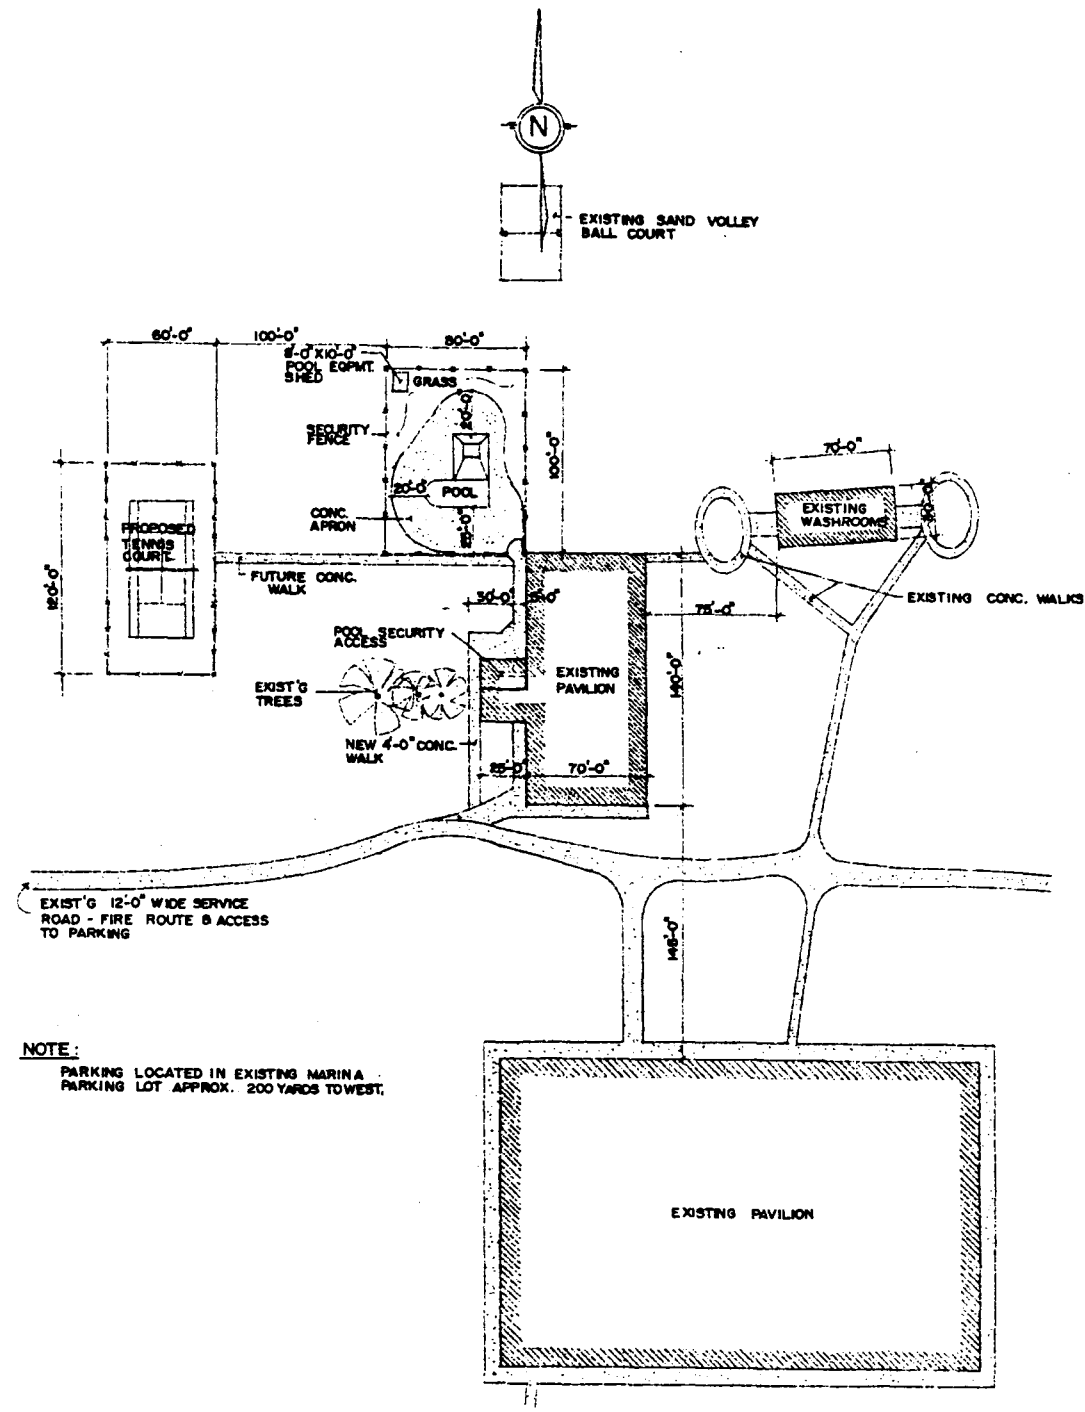 N
EXISTING SAND VOLLEY
BALL COURT
60'-0"
100'-0"
80'-0"
8'-0" X10'-0"
POOL EQPMT.
SHED
GRASS
20'-0"
SECURITY
FENCE
100'-0"
70'-0"
20'-0"
POOL
EXISTING
WASHROOMS
CONC.
APRON
25'-0"
PROPOSED
TENNIS
COURT
120'-0"
FUTURE CONC.
WALK
30'-0"
75'-0"
EXISTING CONC. WALKS
POOL SECURITY
ACCESS
EXISTING
PAVILION
140'-0"
EXIST'G
TREES
NEW 4'-0" CONC.
WALK
25'-0"
70'-0"
EXIST'G 12'-0" WIDE SERVICE
ROAD - FIRE ROUTE & ACCESS
TO PARKING
NOTE:
PARKING LOCATED IN EXISTING MARINA
PARKING LOT APPROX. 200 YARDS TO WEST.
EXISTING PAVILION